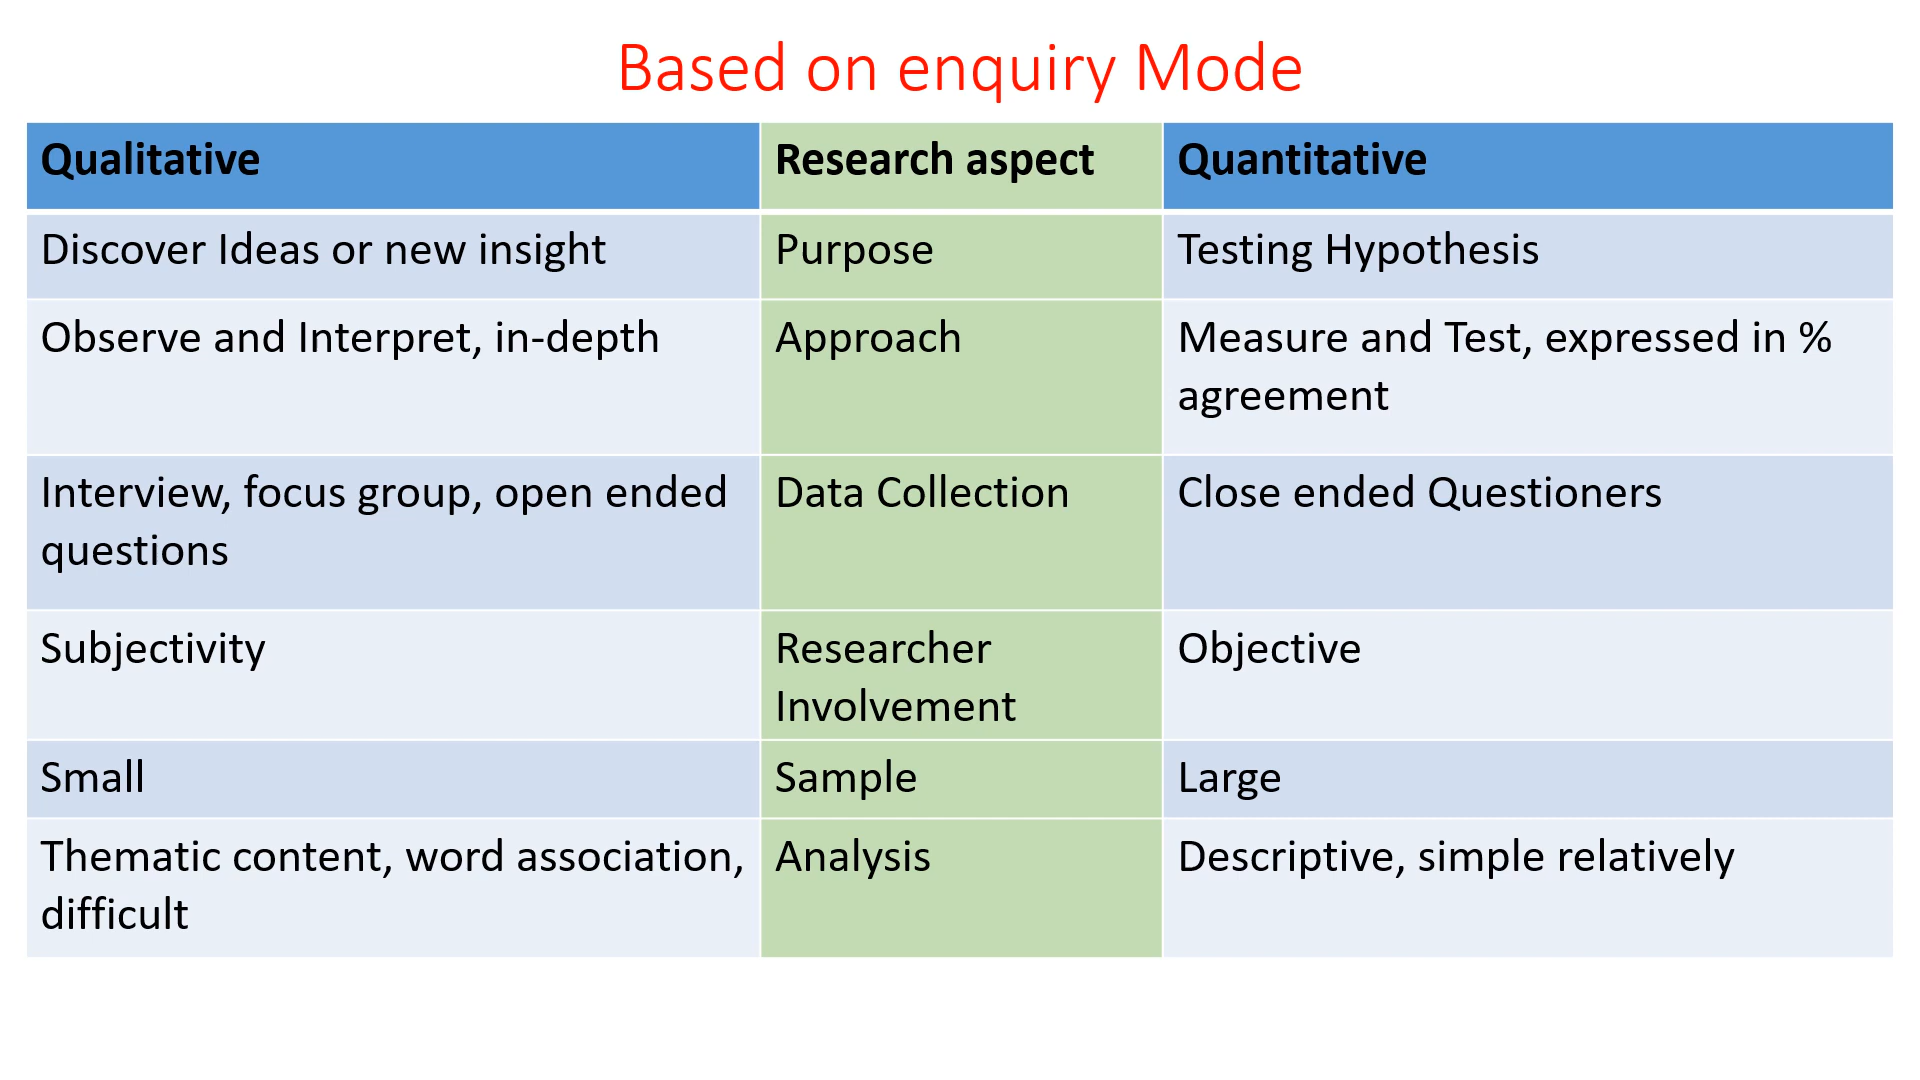 Based on enquiry Mode
Qualitative
Research aspect
Quantitative
Discover Ideas or new insight
Purpose
Testing Hypothesis
Observe and Interpret, in-depth
Approach
Measure and Test, expressed in %
agreement
Interview, focus group, open ended
questions
Data Collection
Close ended Questioners
Subjectivity
Researcher
Involvement
Objective
Small
Sample
Large
Thematic content, word association,
difficult
Analysis
Descriptive, simple relatively